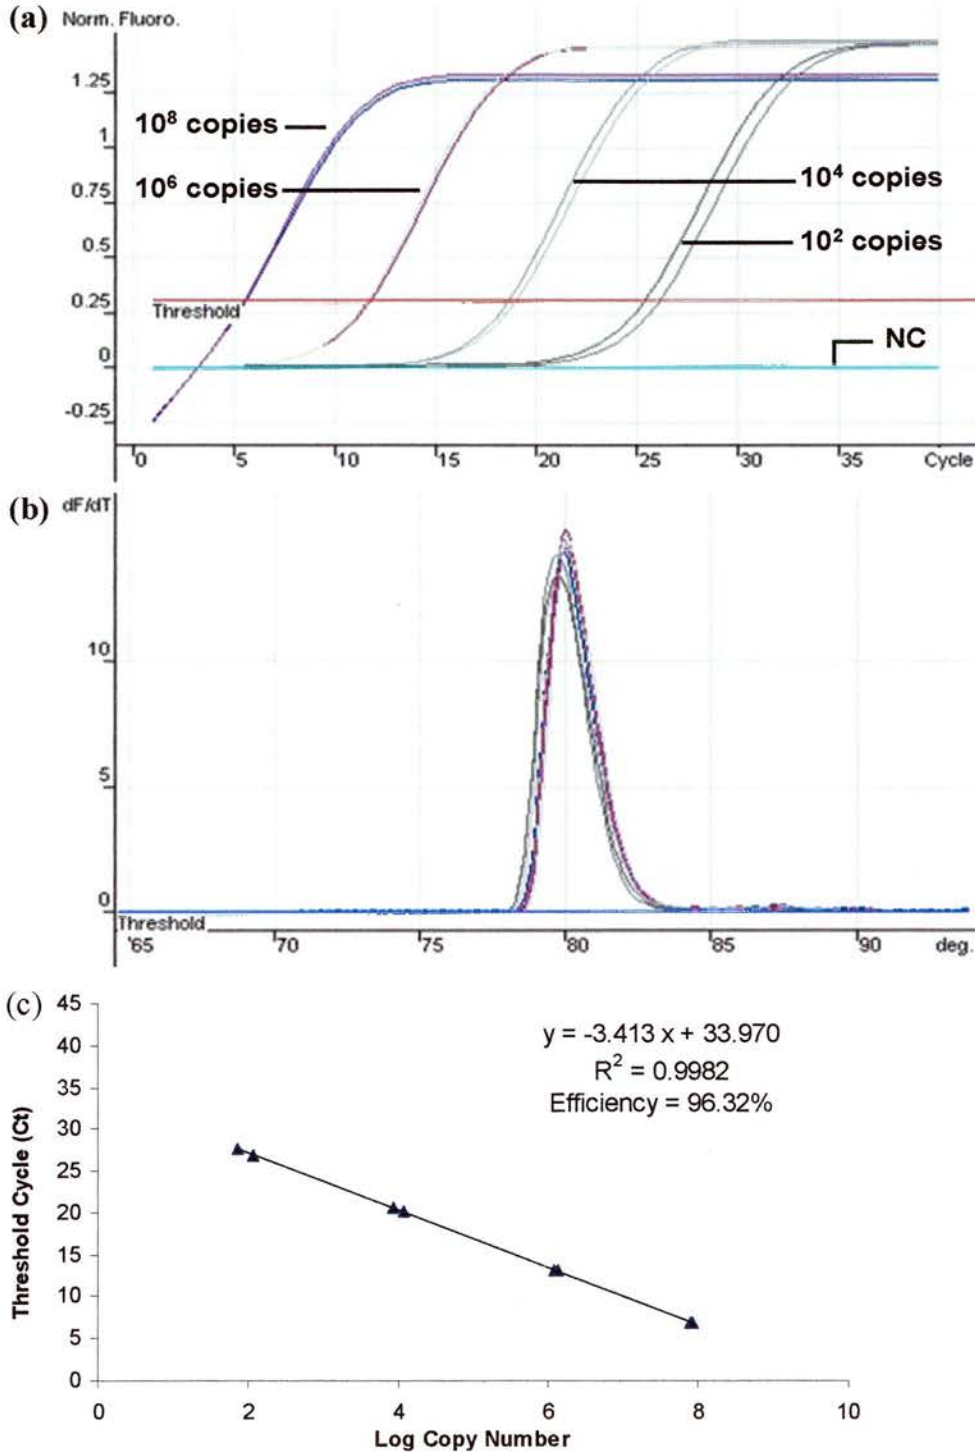 (a) Norm. Fluoro.
1.25
10⁸ copies
1
10⁶ copies
10⁴ copies
0.75
0.5
10² copies
0.25
Threshold
NC
0
-0.25
0 5 10 15 20 25 30 35 Cycle
(b) dF/dT
10
5
0
Threshold
'65 70 75 80 85 90 deg.
(c)
45
40
35
30
25
20
15
10
5
0
y = -3.413 x + 33.970
R² = 0.9982
Efficiency = 96.32%
Threshold Cycle (Ct)
0 2 4 6 8 10
Log Copy Number